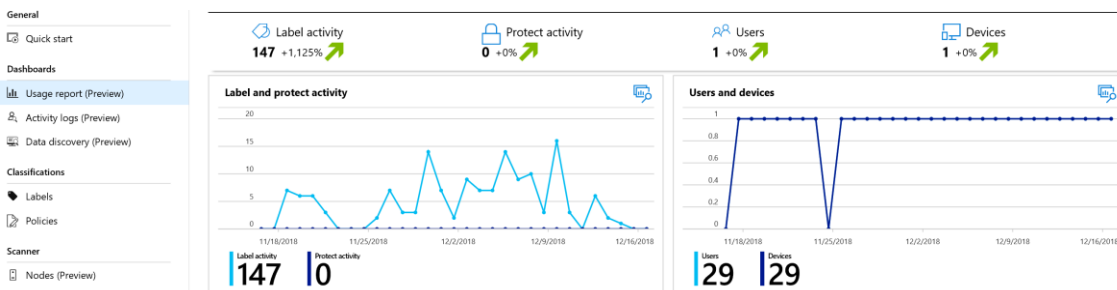 General
Quick start
Dashboards
Usage report (Preview)
Activity logs (Preview)
Data discovery (Preview)
Classifications
Labels
Policies
Scanner
Nodes (Preview)
Label activity
147 +1,125%
Protect activity
0 +0%
Users
1 +0%
Devices
1 +0%
Label and protect activity
20
15
10
5
0
11/18/2018 11/25/2018 12/2/2018 12/9/2018 12/16/2018
Label activity
147
Protect activity
0
Users and devices
1
0.8
0.6
0.4
0.2
0
11/18/2018 11/25/2018 12/2/2018 12/9/2018 12/16/2018
Users
29
Devices
29